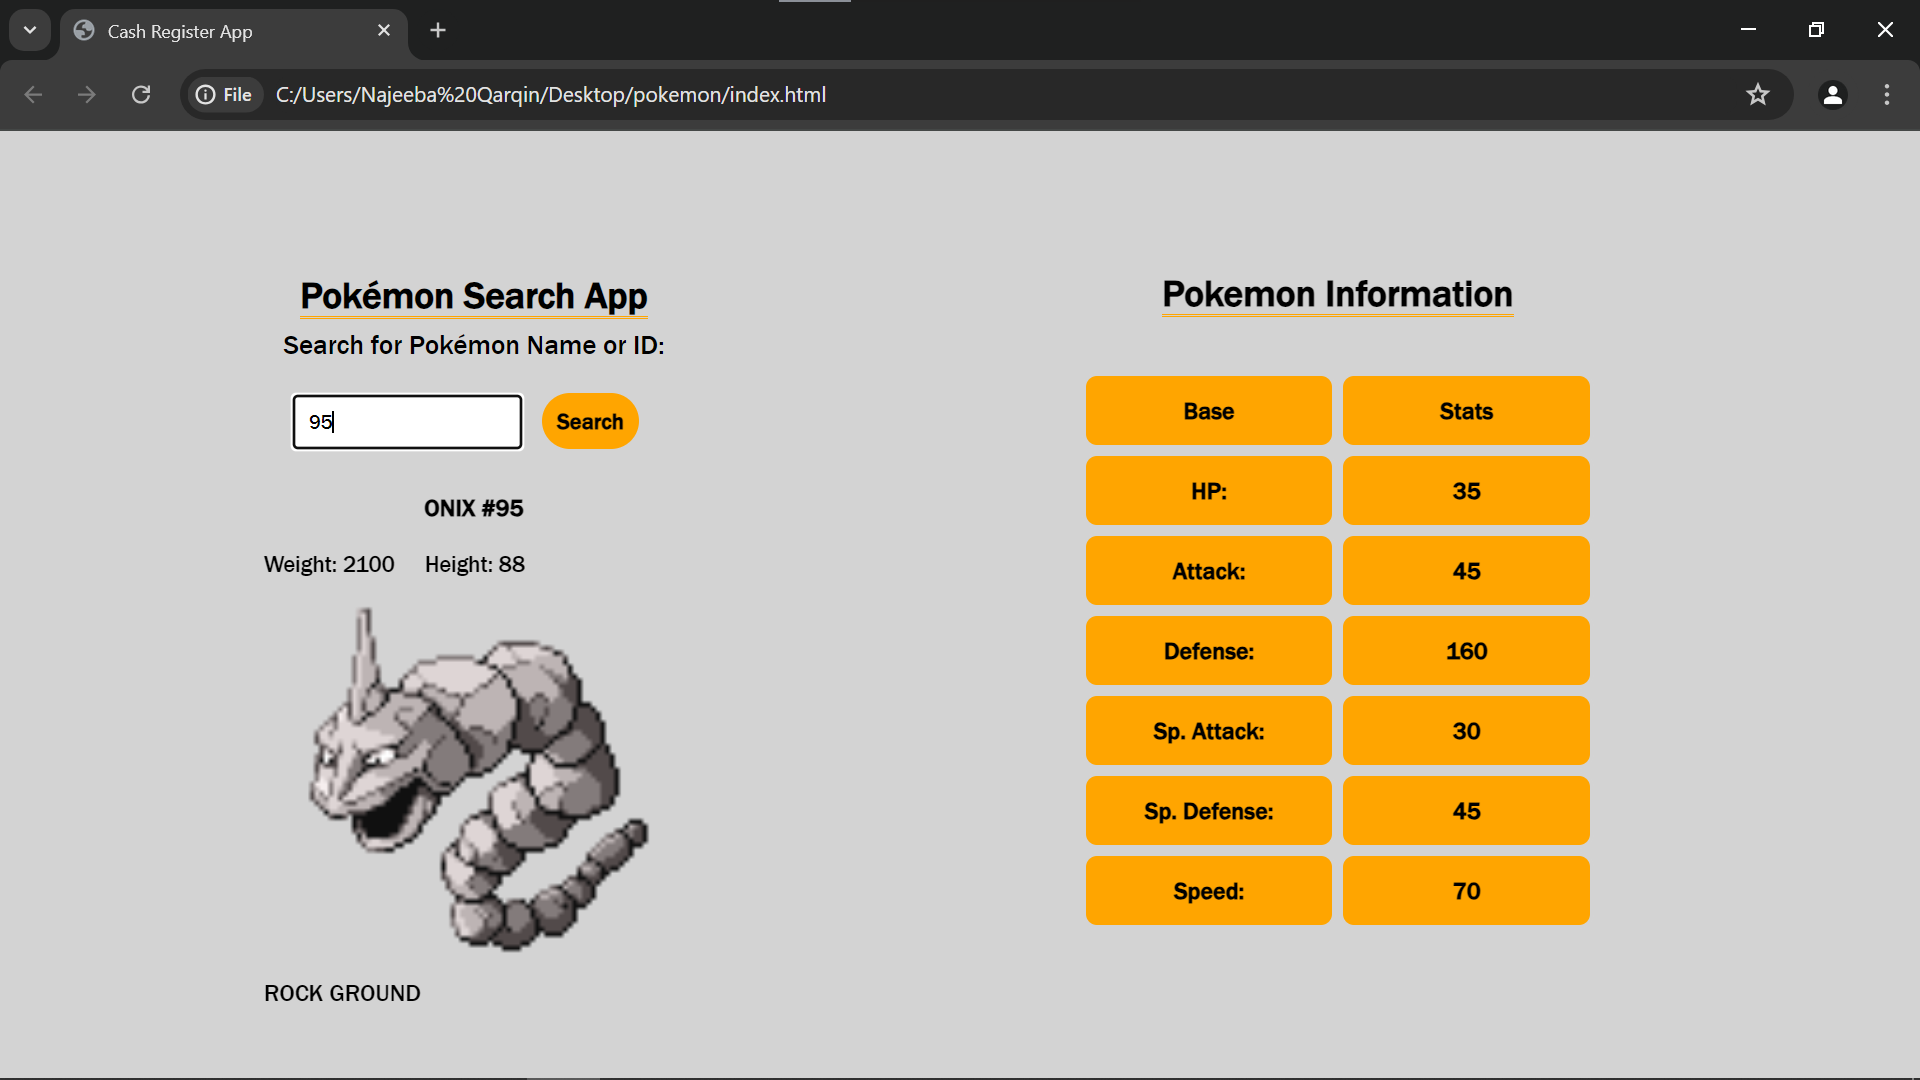 Cash Register App
File C:/Users/Najeeba%20Qarqin/Desktop/pokemon/index.html
Pokémon Search App
Search for Pokémon Name or ID:
95 Search
ONIX #95
Weight: 2100 Height: 88
ROCK GROUND
Pokemon Information
Base Stats
HP: 35
Attack: 45
Defense: 160
Sp. Attack: 30
Sp. Defense: 45
Speed: 70